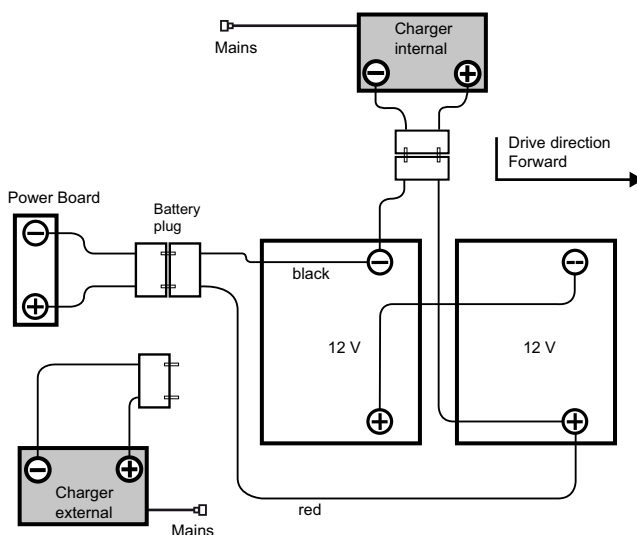 Charger
internal
Mains
Drive direction
Forward
Power Board
Battery
plug
black
12 V
12 V
Charger
external
red
Mains